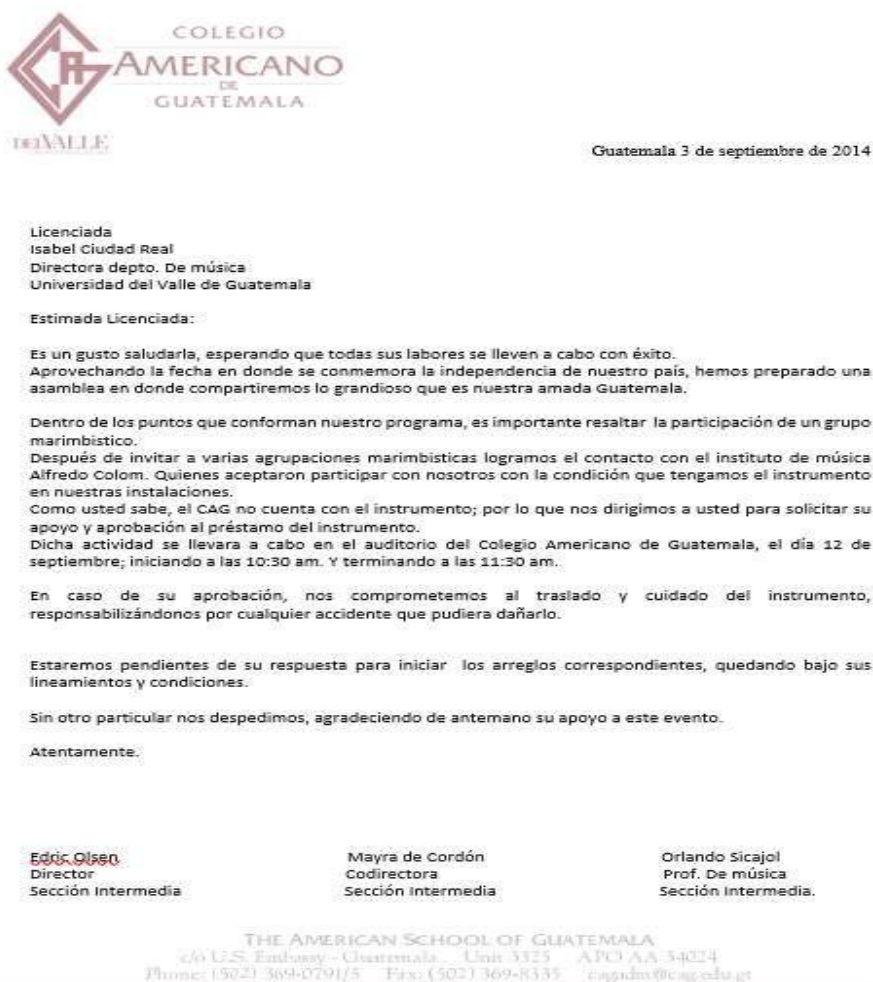 COLEGIO
AMERICANO
DE
GUATEMALA
DEL VALLE
Guatemala 3 de septiembre de 2014
Licenciada
Isabel Ciudad Real
Directora depto. De música
Universidad del Valle de Guatemala
Estimada Licenciada:
Es un gusto saludarla, esperando que todas sus labores se lleven a cabo con éxito.
Aprovechando la fecha en donde se conmemora la independencia de nuestro país, hemos preparado una
asamblea en donde compartiremos lo grandioso que es nuestra amada Guatemala.
Dentro de los puntos que conforman nuestro programa, es importante resaltar la participación de un grupo
marimbistico.
Después de invitar a varias agrupaciones marimbisticas logramos el contacto con el instituto de música
Alfredo Colom. Quienes aceptaron participar con nosotros con la condición que tengamos el instrumento
en nuestras instalaciones.
Como usted sabe, el CAG no cuenta con el instrumento; por lo que nos dirigimos a usted para solicitar su
apoyo y aprobación al préstamo del instrumento.
Dicha actividad se llevara a cabo en el auditorio del Colegio Americano de Guatemala, el día 12 de
septiembre; iniciando a las 10:30 am. Y terminando a las 11:30 am.
En caso de su aprobación, nos comprometemos al traslado y cuidado del instrumento,
responsabilizándonos por cualquier accidente que pudiera dañarlo.
Estaremos pendientes de su respuesta para iniciar los arreglos correspondientes, quedando bajo sus
lineamientos y condiciones.
Sin otro particular nos despedimos, agradeciendo de antemano su apoyo a este evento.
Atentamente.
Edric Olsen Mayra de Cordón Orlando Sicajol
Director Codirectora Prof. De música
Sección Intermedia Sección Intermedia Sección Intermedia.
THE AMERICAN SCHOOL OF GUATEMALA
c/o U.S. Embassy - Guatemala Unit 3325 APO AA 34024
Phone: (502) 369-0791/5 Fax: (502) 369-8335 cagadm@cag.edu.gt